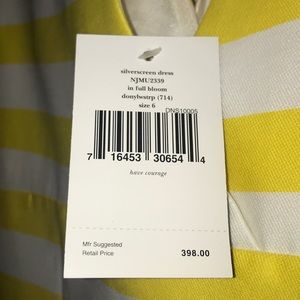 silverscreen dress
NJMU2339
in full bloom
donylwstrp (714)
size 6
DNS10005
7 16453 30654 4
have courage
Mfr Suggested
Retail Price 398.00